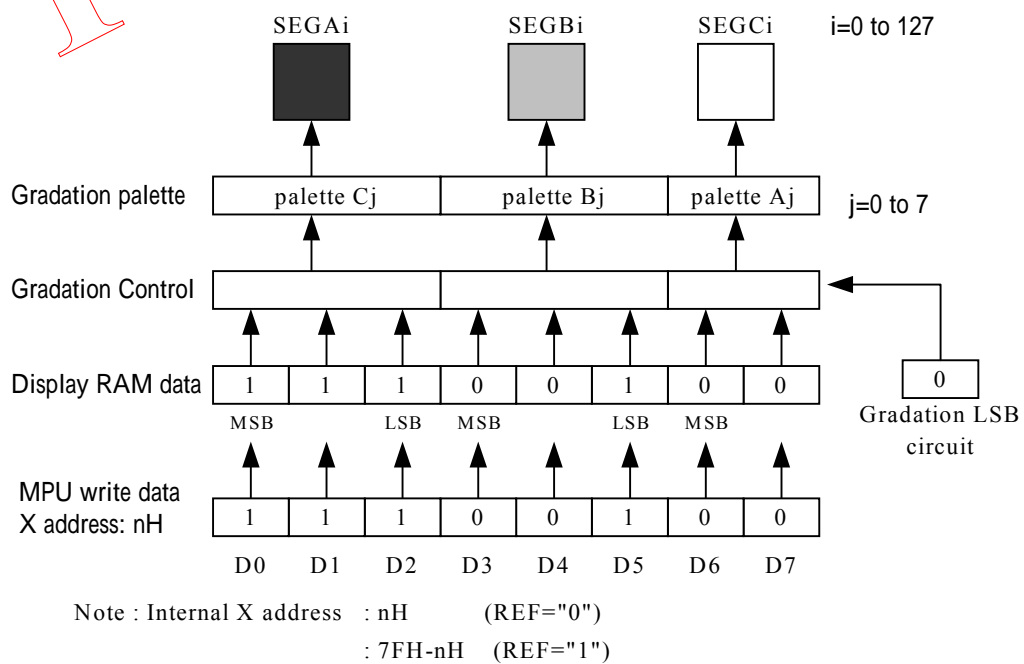 SEGAi SEGBi SEGCi i=0 to 127
Gradation palette palette Cj palette Bj palette Aj j=0 to 7
Gradation Control
Display RAM data 1 1 1 0 0 1 0 0 0
MSB LSB MSB LSB MSB Gradation LSB
circuit
MPU write data
X address: nH 1 1 1 0 0 1 0 0
D0 D1 D2 D3 D4 D5 D6 D7
Note : Internal X address : nH (REF="0")
: 7FH-nH (REF="1")